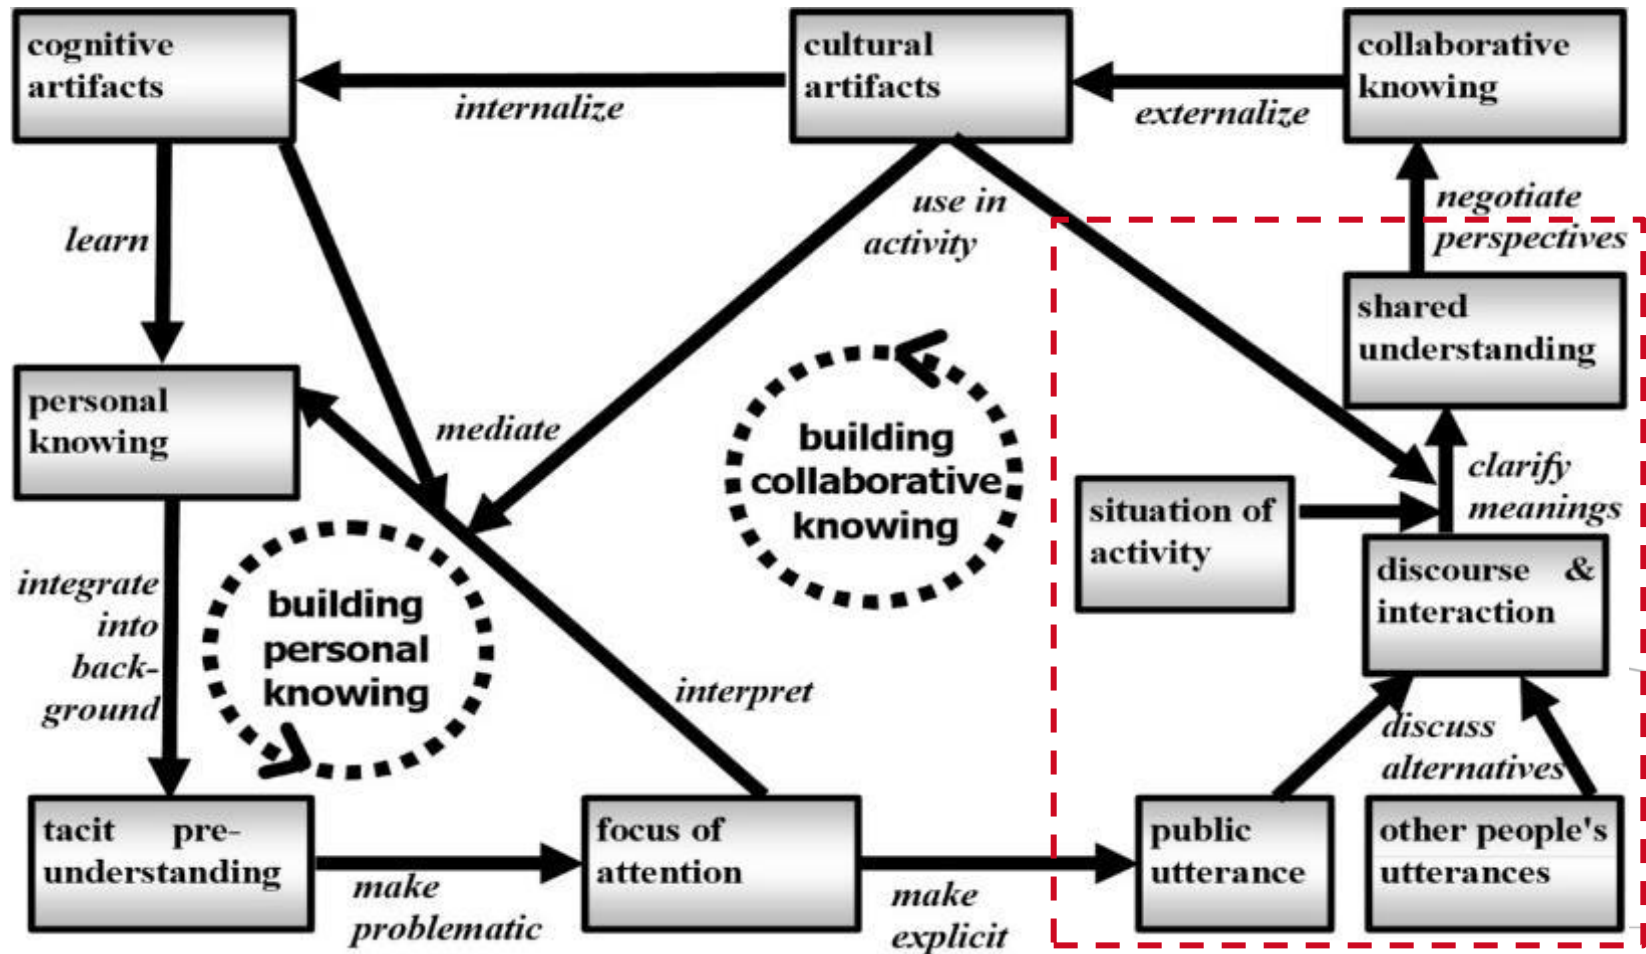 cognitive
artifacts
cultural
artifacts
collaborative
knowing
internalize
externalize
learn
use in
activity
negotiate
perspectives
shared
understanding
personal
knowing
mediate
building
collaborative
knowing
situation of
activity
clarify
meanings
discourse &
interaction
integrate
into
back-
ground
building
personal
knowing
interpret
discuss
alternatives
tacit pre-
understanding
make
problematic
focus of
attention
make
explicit
public
utterance
other people's
utterances